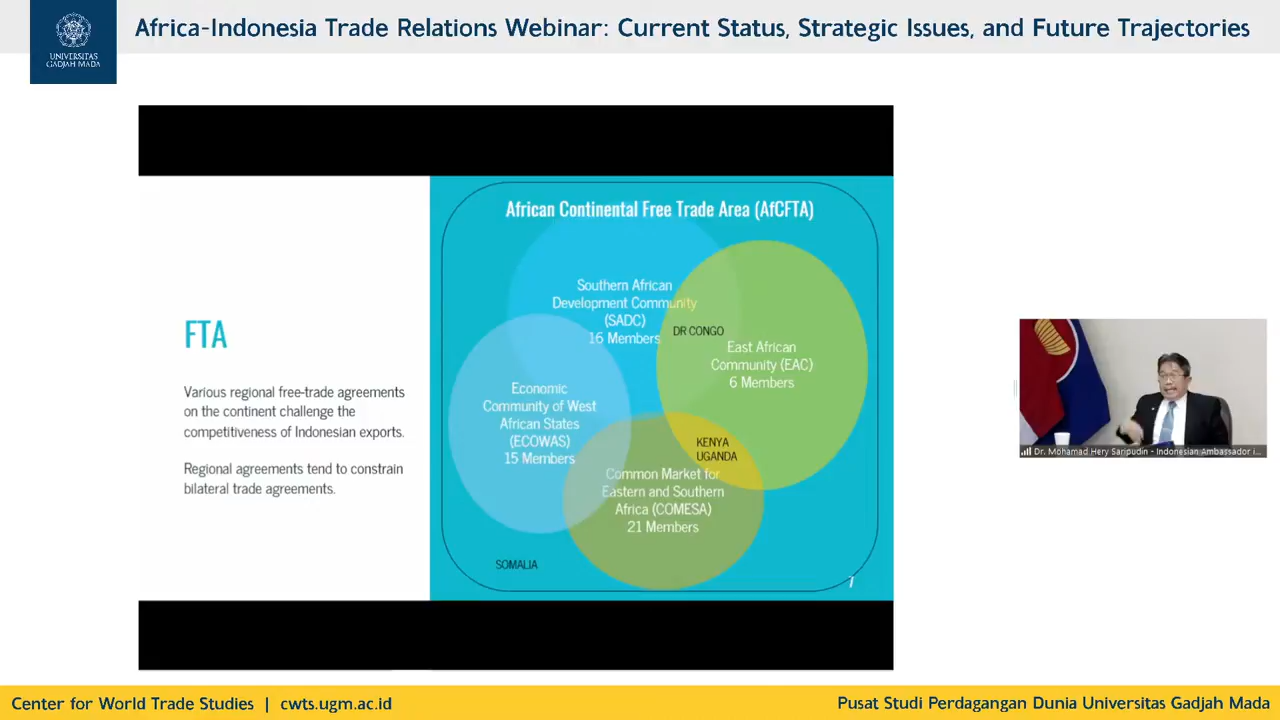 UNIVERSITAS
GADJAH MADA
Africa-Indonesia Trade Relations Webinar: Current Status, Strategic Issues, and Future Trajectories
FTA
Various regional free-trade agreements
on the continent challenge the
competitiveness of Indonesian exports.
Regional agreements tend to constrain
bilateral trade agreements.
African Continental Free Trade Area (AfCFTA)
Southern African
Development Community
(SADC)
16 Members
DR CONGO
East African
Community (EAC)
6 Members
Economic
Community of West
African States
(ECOWAS)
15 Members
KENYA
UGANDA
Common Market for
Eastern and Southern
Africa (COMESA)
21 Members
SOMALIA
7
Dr. Mohamad Hery Saripudin - Indonesian Ambassador i...
Center for World Trade Studies | cwts.ugm.ac.id
Pusat Studi Perdagangan Dunia Universitas Gadjah Mada